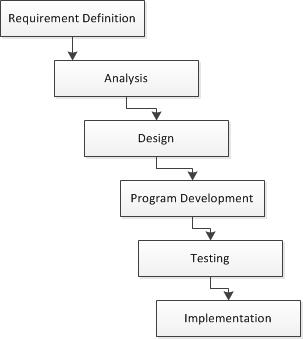 Requirement Definition
Analysis
Design
Program Development
Testing
Implementation